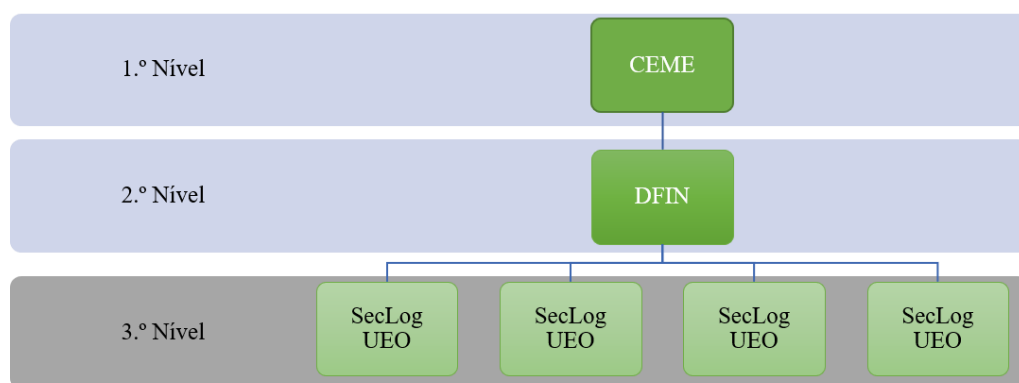 1.º Nível
CEME
2.º Nível
DFIN
3.º Nível
SecLog
UEO
SecLog
UEO
SecLog
UEO
SecLog
UEO